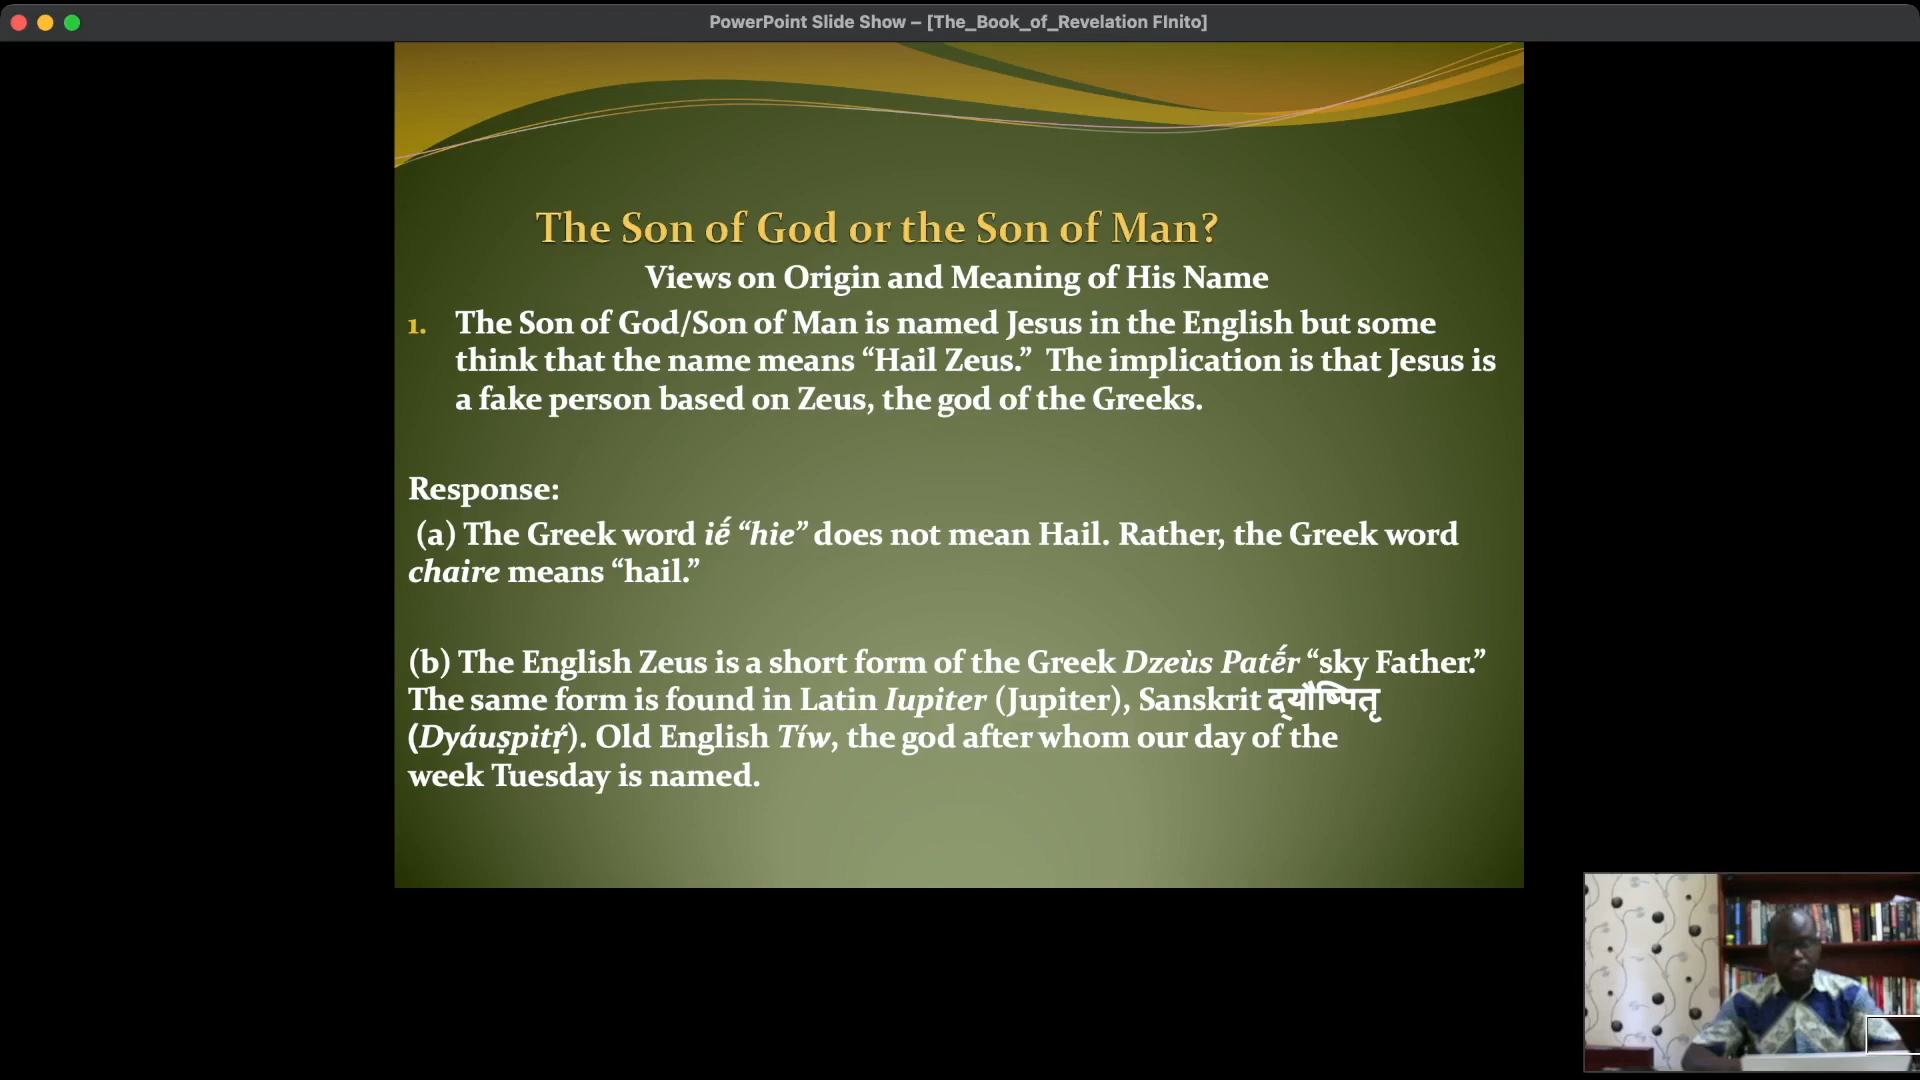 PowerPoint Slide Show – [The_Book_of_Revelation FInito]
The Son of God or the Son of Man?
Views on Origin and Meaning of His Name
1. The Son of God/Son of Man is named Jesus in the English but some
think that the name means “Hail Zeus.” The implication is that Jesus is
a fake person based on Zeus, the god of the Greeks.
Response:
(a) The Greek word iḗ “hie” does not mean Hail. Rather, the Greek word
chaire means “hail.”
(b) The English Zeus is a short form of the Greek Dzeùs Patḗr “sky Father.”
The same form is found in Latin Iupiter (Jupiter), Sanskrit द्यौष्पितृ
(Dyáuṣpitṛ́). Old English Tíw, the god after whom our day of the
week Tuesday is named.